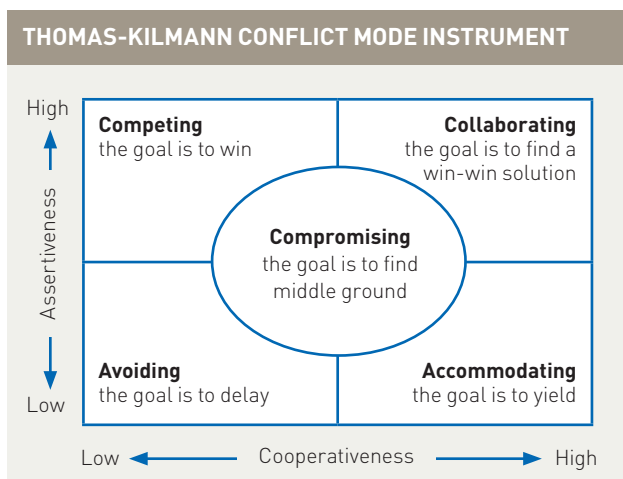 THOMAS-KILMANN CONFLICT MODE INSTRUMENT
High
Assertiveness
Low
Competing
the goal is to win
Collaborating
the goal is to find a
win-win solution
Compromising
the goal is to find
middle ground
Avoiding
the goal is to delay
Accommodating
the goal is to yield
Low
Cooperativeness
High